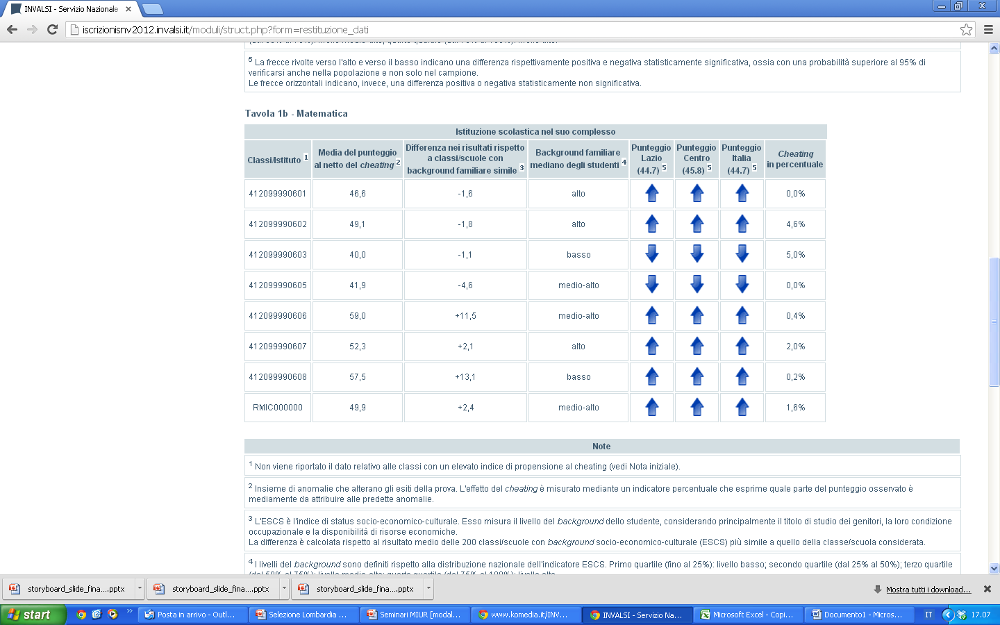 INVALSI - Servizio Nazionale
iscrizionisnv2012.invalsi.it/moduli/struct.php?form=restituzione_dati
5 La frecce rivolte verso l'alto e verso il basso indicano una differenza rispettivamente positiva e negativa statisticamente significativa, ossia con una probabilità superiore al 95% di
verificarsi anche nella popolazione e non solo nel campione.
Le frecce orizzontali indicano, invece, una differenza positiva o negativa statisticamente non significativa.
Tavola 1b - Matematica
Istituzione scolastica nel suo complesso
Classi/Istituto 1
Media del punteggio
al netto del cheating 2
Differenza nei risultati rispetto
a classi/scuole con
background familiare simile 3
Background familiare
mediano degli studenti 4
Punteggio
Lazio
(44.7) 5
Punteggio
Centro
(45.8) 5
Punteggio
Italia
(44.7) 5
Cheating
in percentuale
412099990601 46,6 -1,6 alto 0,0%
412099990602 49,1 -1,8 alto 4,6%
412099990603 40,0 -1,1 basso 5,0%
412099990605 41,9 -4,6 medio-alto 0,0%
412099990606 59,0 +11,5 medio-alto 0,4%
412099990607 52,3 +2,1 alto 2,0%
412099990608 57,5 +13,1 basso 0,2%
RMIC000000 49,9 +2,4 medio-alto 1,6%
Note
1 Non viene riportato il dato relativo alle classi con un elevato indice di propensione al cheating (vedi Nota iniziale).
2 Insieme di anomalie che alterano gli esiti della prova. L'effetto del cheating è misurato mediante un indicatore percentuale che esprime quale parte del punteggio osservato è
mediamente da attribuire alle predette anomalie.
3 L'ESCS è l'indice di status socio-economico-culturale. Esso misura il livello del background dello studente, considerando principalmente il titolo di studio dei genitori, la loro condizione
occupazionale e la disponibilità di risorse economiche.
La differenza è calcolata rispetto al risultato medio delle 200 classi/scuole con background socio-economico-culturale (ESCS) più simile a quello della classe/scuola considerata.
4 I livelli del background sono definiti rispetto alla distribuzione nazionale dell'indicatore ESCS. Primo quartile (fino al 25%): livello basso; secondo quartile (dal 25% al 50%); terzo quartile
(dal 50% al 75%): livello medio-alto; quarto quartile (dal 75% al 100%): livello alto.
storyboard_slide_fina....pptx storyboard_slide_fina....pptx storyboard_slide_fina....pptx Mostra tutti i download...
start Posta in arrivo - Outl... Selezione Lombardia ... Seminari MIUR [modal... www.komedia.it/INV... INVALSI - Servizio Na... Microsoft Excel - Copi... Documento1 - Micros... IT 17.07